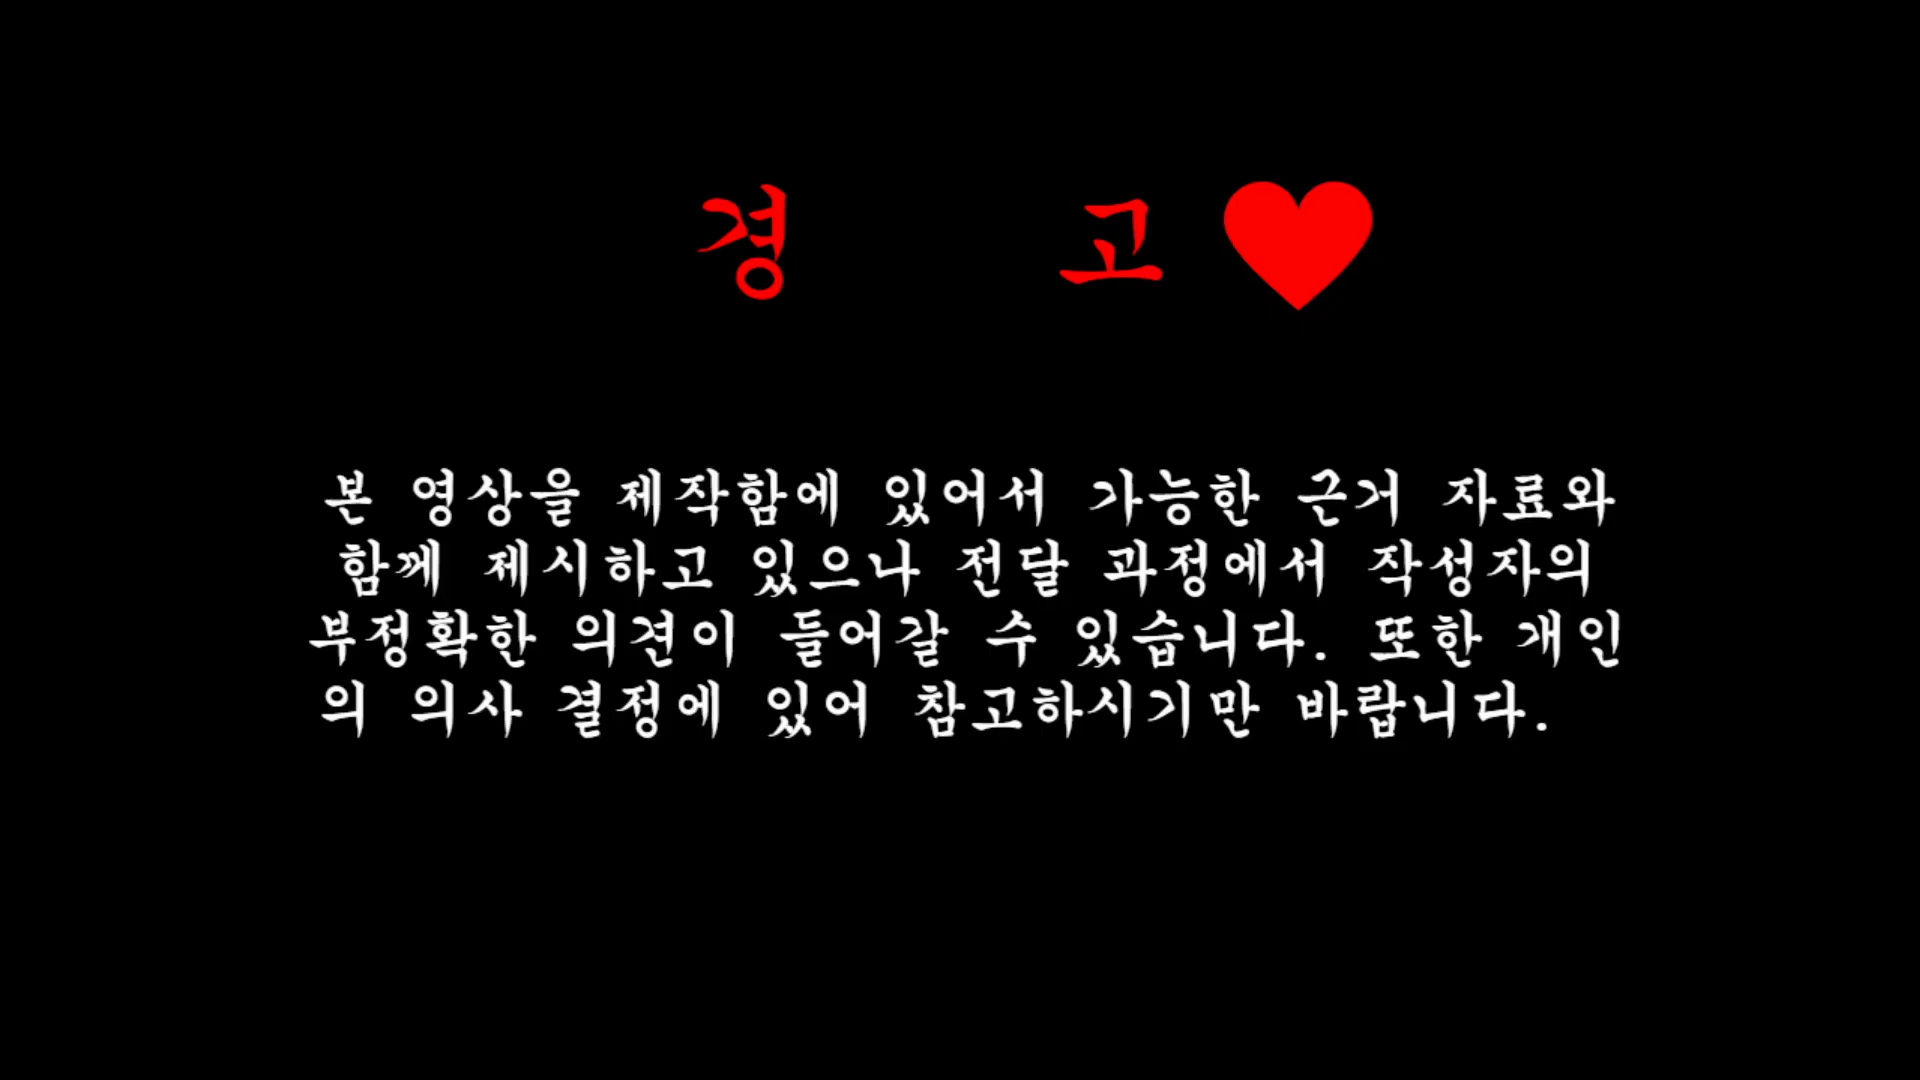 경 고♥
본 영상을 제작함에 있어서 가능한 근거 자료와
함께 제시하고 있으나 전달 과정에서 작성자의
부정확한 의견이 들어갈 수 있습니다. 또한 개인
의 의사 결정에 있어 참고하시기만 바랍니다.